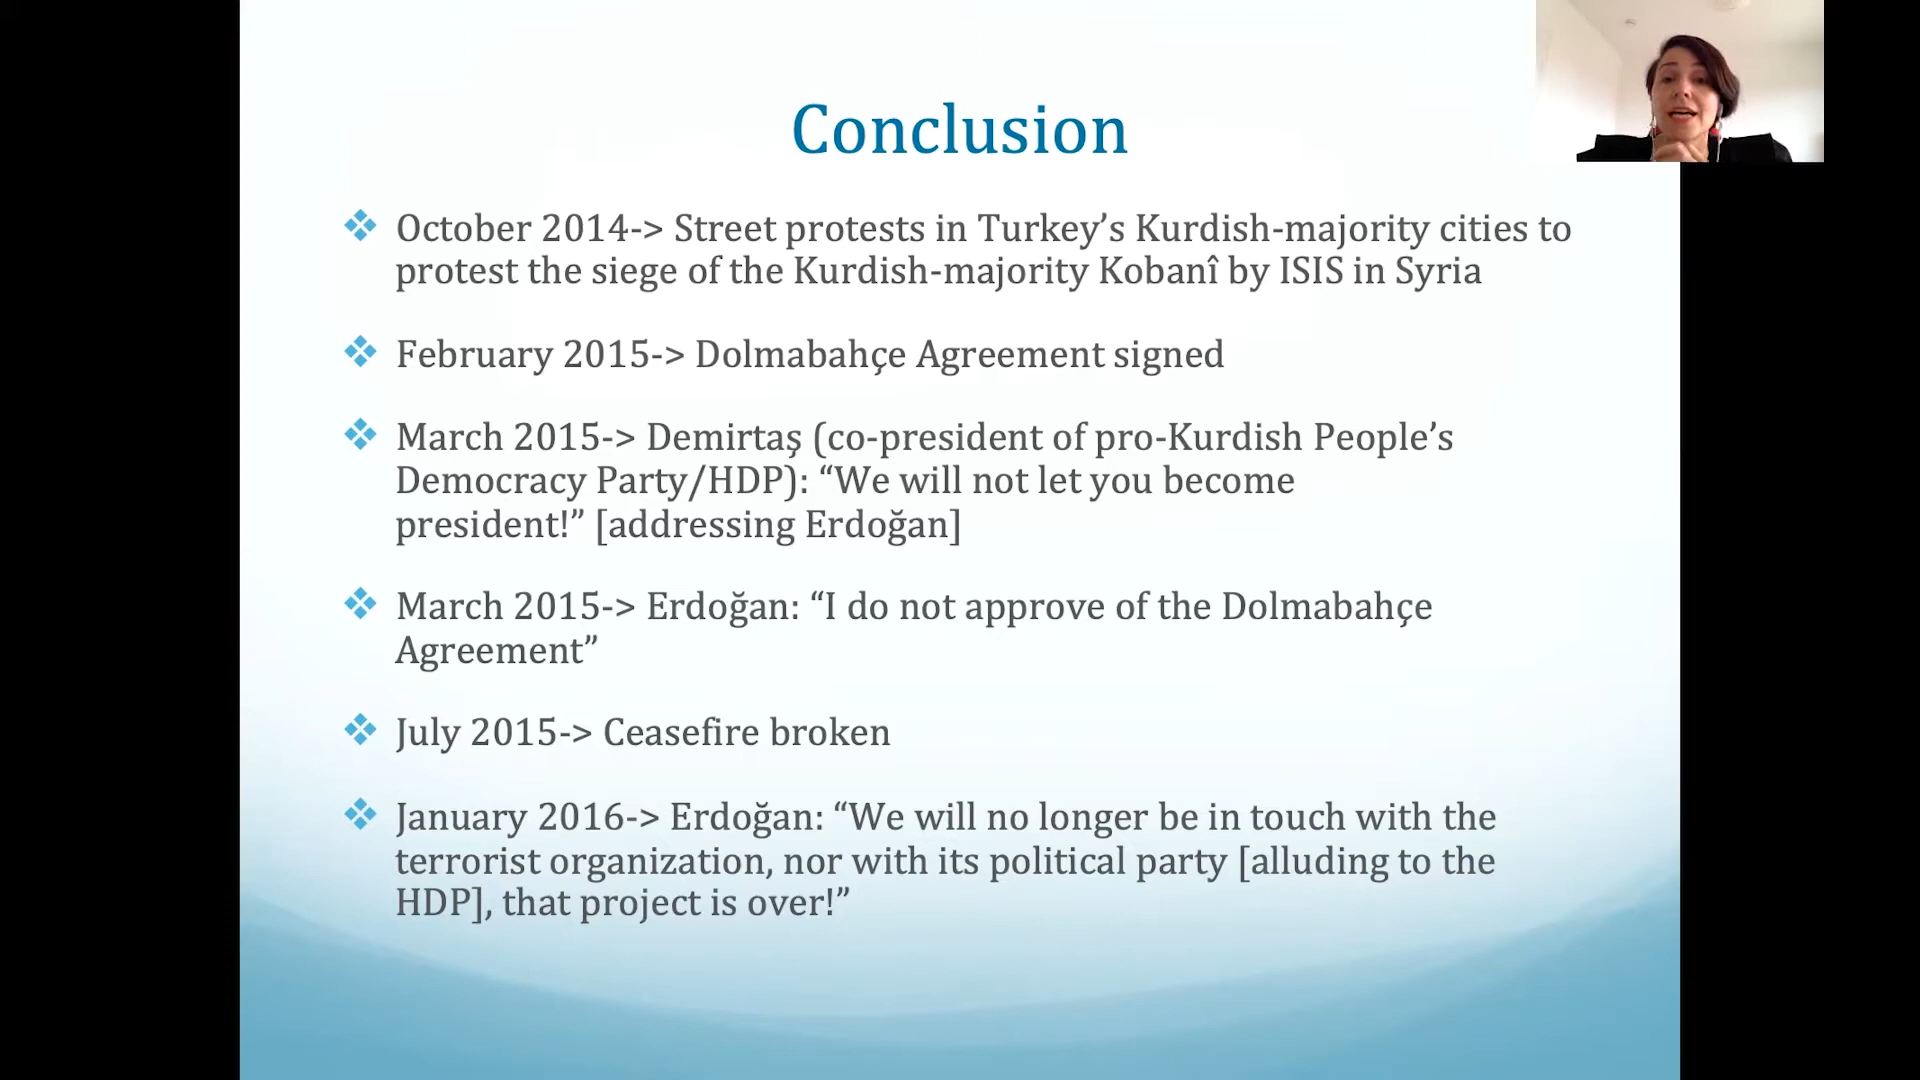 Conclusion
October 2014-> Street protests in Turkey’s Kurdish-majority cities to
protest the siege of the Kurdish-majority Kobanî by ISIS in Syria
February 2015-> Dolmabahçe Agreement signed
March 2015-> Demirtaş (co-president of pro-Kurdish People’s
Democracy Party/HDP): “We will not let you become
president!” [addressing Erdoğan]
March 2015-> Erdoğan: “I do not approve of the Dolmabahçe
Agreement”
July 2015-> Ceasefire broken
January 2016-> Erdoğan: “We will no longer be in touch with the
terrorist organization, nor with its political party [alluding to the
HDP], that project is over!”